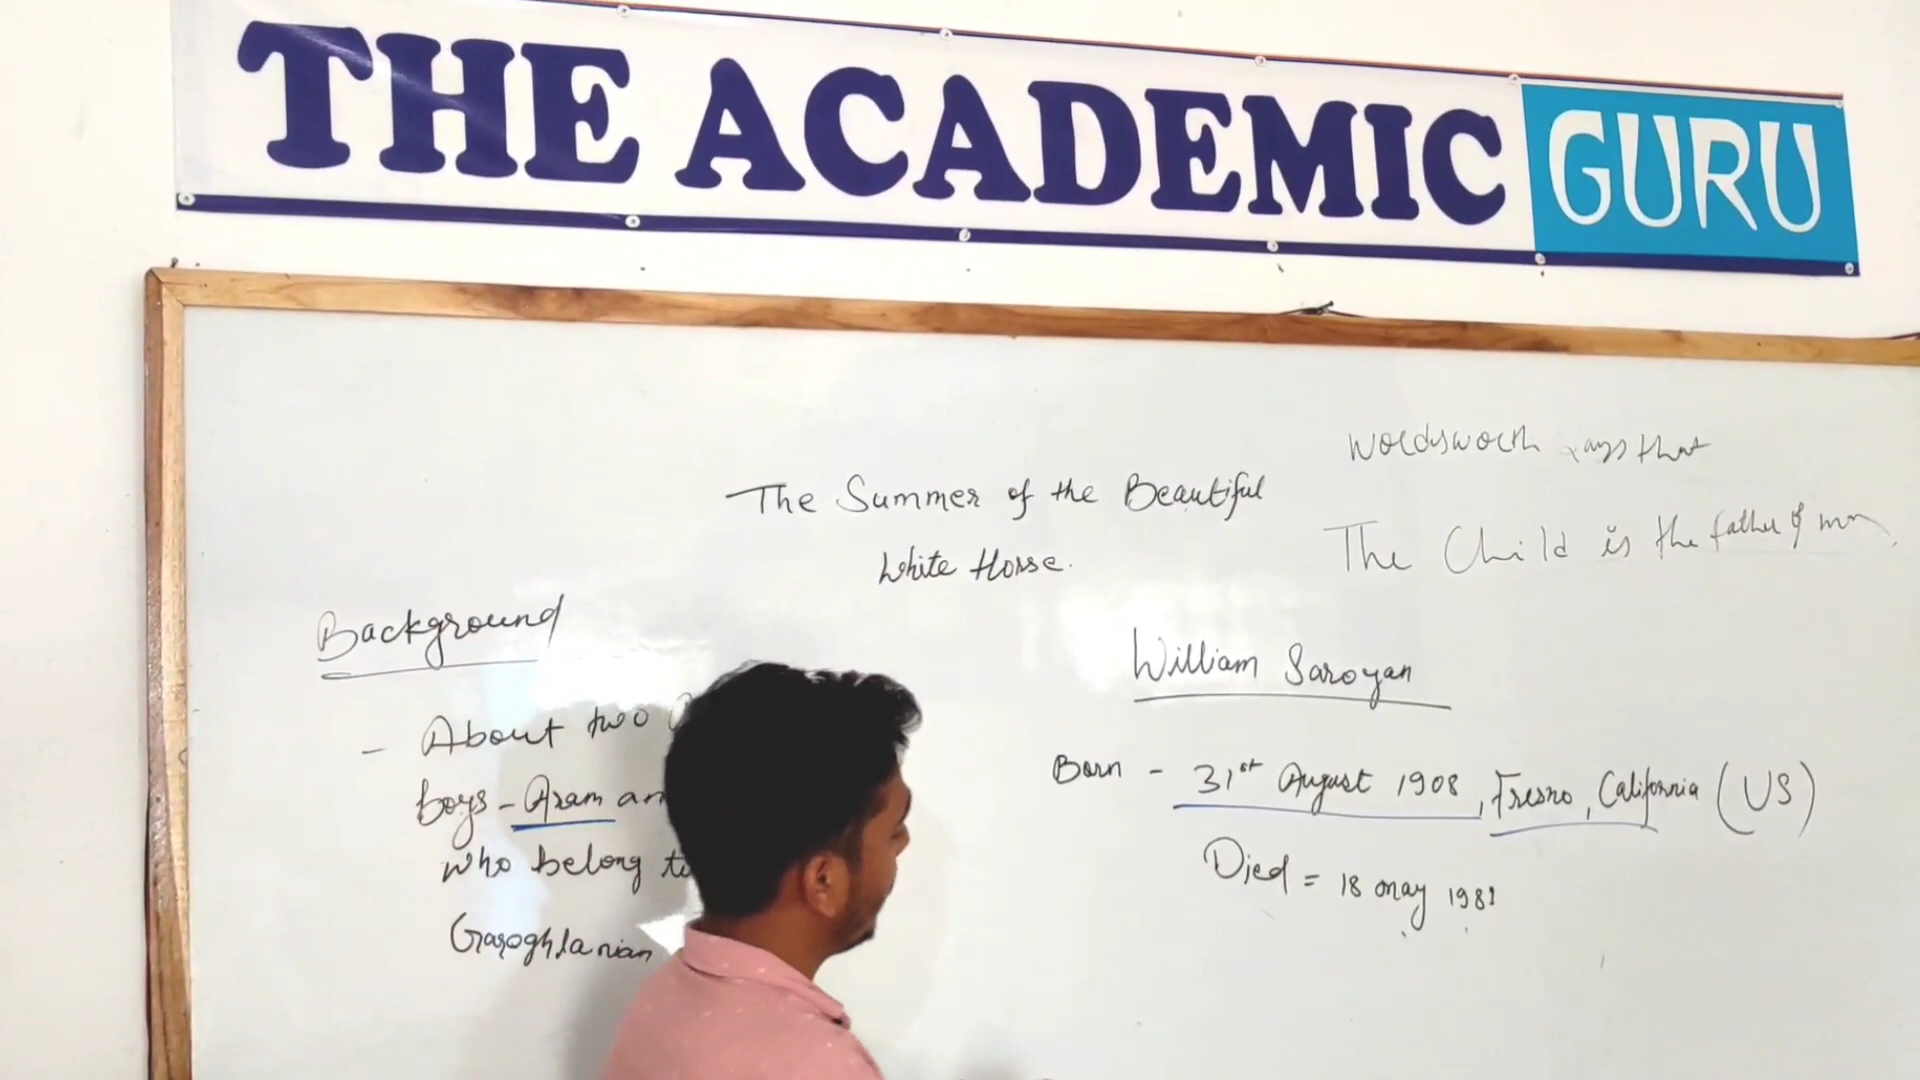 THE ACADEMIC GURU
Wordsworth says that
The Child is the father of man
The Summer of the Beautiful
White Horse.
Background
- About two
boys - Aram an
who belong to
Garoghlanian
William Saroyan
Born - 31st August 1908, Fresno, California (US)
Died = 18 may 1981